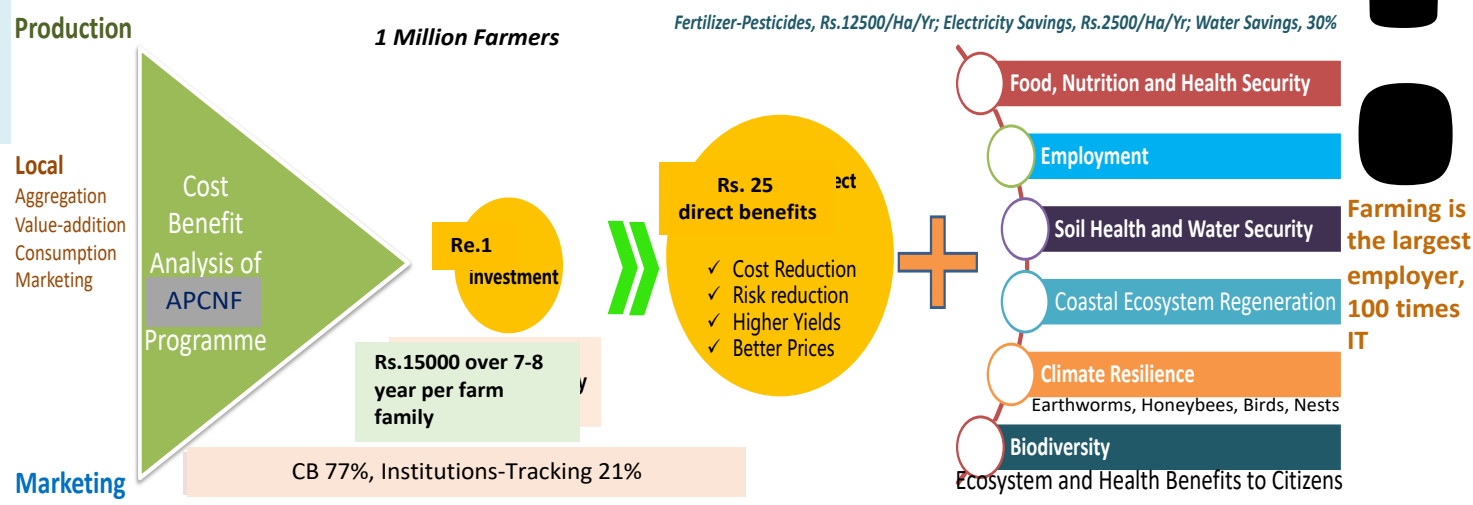 Production
1 Million Farmers
Fertilizer-Pesticides, Rs.12500/Ha/Yr; Electricity Savings, Rs.2500/Ha/Yr; Water Savings, 30%
Local
Aggregation
Value-addition
Consumption
Marketing
Cost
Benefit
Analysis of
APCNF
Programme
Re.1
investment
Rs.15000 over 7-8
year per farm
family
Rs. 25
direct benefits
✓ Cost Reduction
✓ Risk reduction
✓ Higher Yields
✓ Better Prices
Food, Nutrition and Health Security
Employment
Soil Health and Water Security
Coastal Ecosystem Regeneration
Climate Resilience
Earthworms, Honeybees, Birds, Nests
Biodiversity
Ecosystem and Health Benefits to Citizens
Farming is
the largest
employer,
100 times
IT
Marketing
CB 77%, Institutions-Tracking 21%